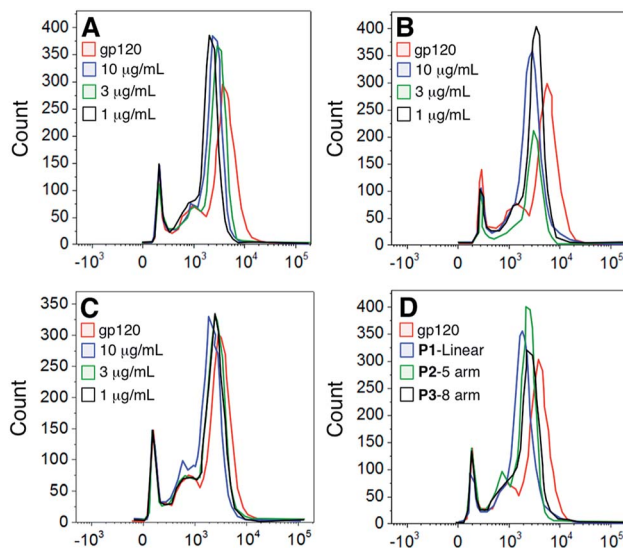 A
gp120
10 µg/mL
3 µg/mL
1 µg/mL
Count
400
350
300
250
200
150
100
50
0
-10³ 0 10³ 10⁴ 10⁵
B
gp120
10 µg/mL
3 µg/mL
1 µg/mL
Count
400
350
300
250
200
150
100
50
0
-10³ 0 10³ 10⁴ 10⁵
C
gp120
10 µg/mL
3 µg/mL
1 µg/mL
Count
350
300
250
200
150
100
50
0
-10³ 0 10³ 10⁴ 10⁵
D
gp120
P1-Linear
P2-5 arm
P3-8 arm
Count
400
350
300
250
200
150
100
50
0
-10³ 0 10³ 10⁴ 10⁵